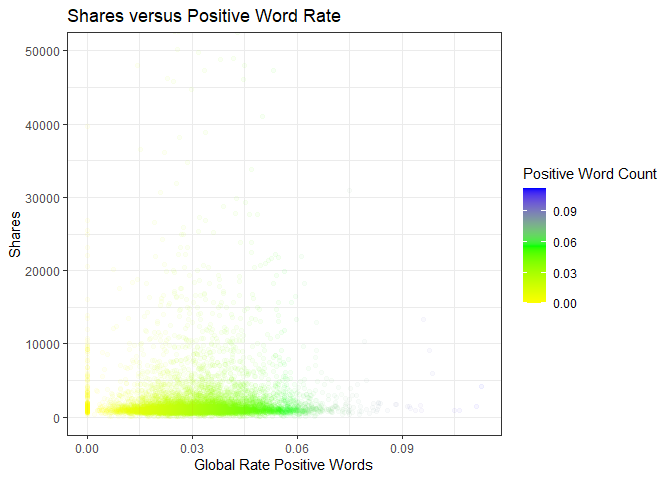 Shares versus Positive Word Rate
50000
40000
30000
20000
10000
0
Shares
0.00 0.03 0.06 0.09
Global Rate Positive Words
Positive Word Count
0.09
0.06
0.03
0.00